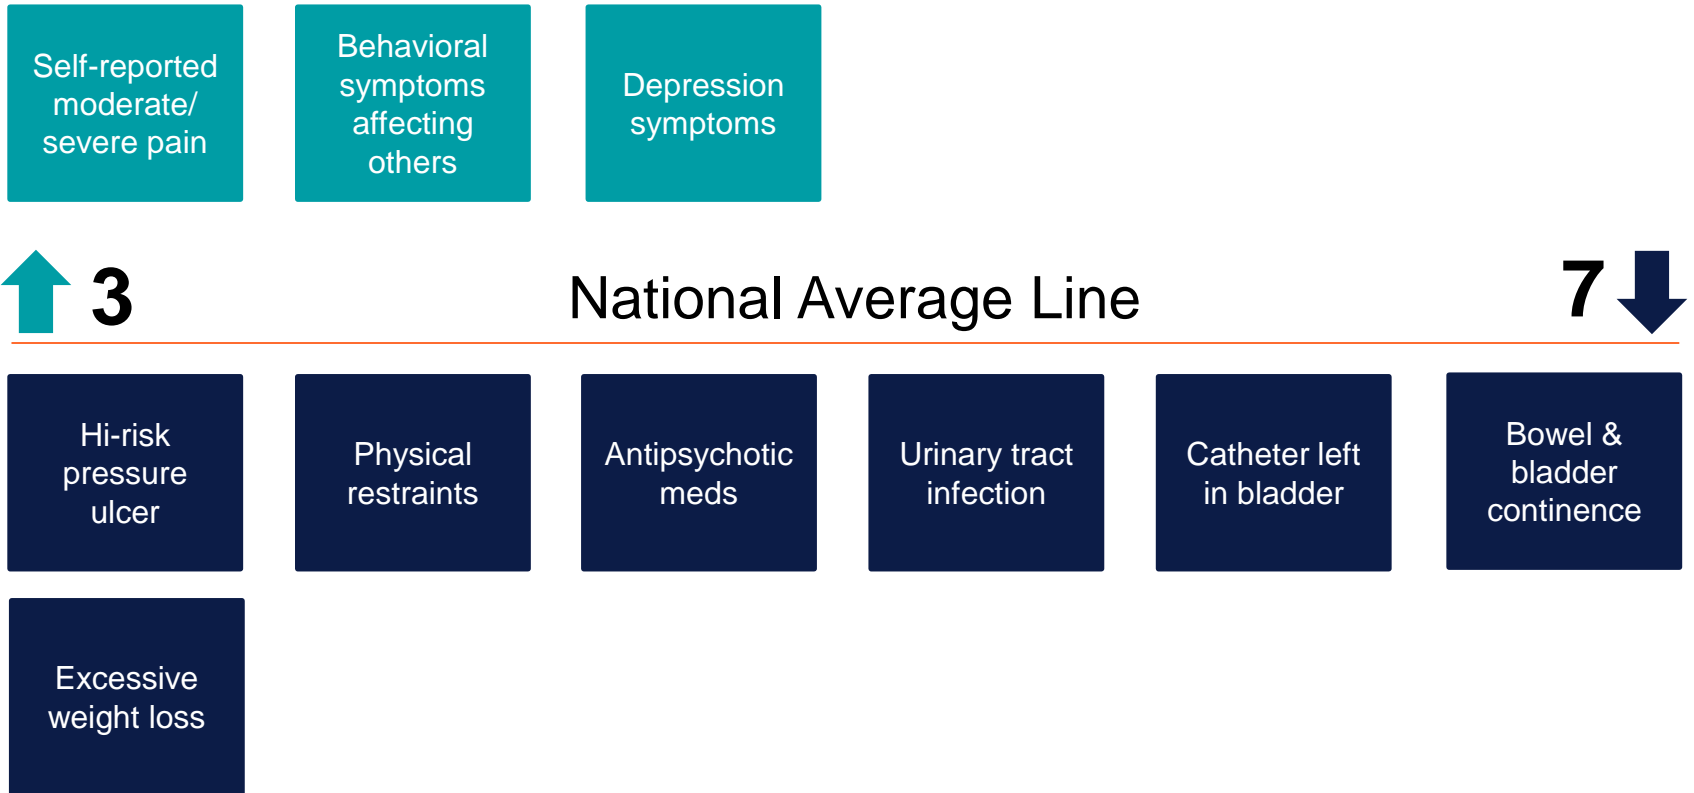 Self-reported
moderate/
severe pain
Behavioral
symptoms
affecting
others
Depression
symptoms
3
National Average Line
7
Hi-risk
pressure
ulcer
Physical
restraints
Antipsychotic
meds
Urinary tract
infection
Catheter left
in bladder
Bowel &
bladder
continence
Excessive
weight loss